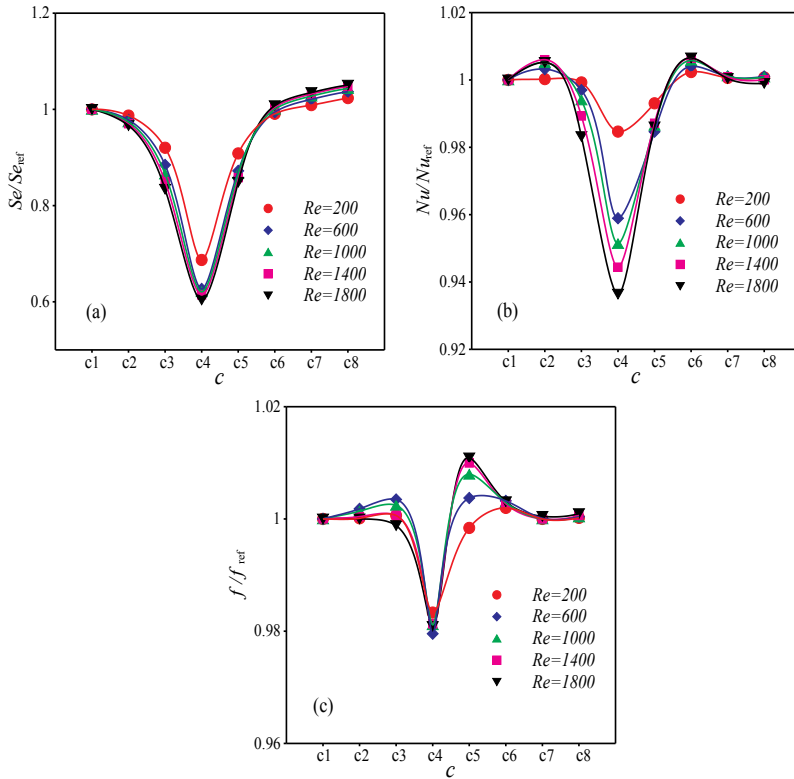 1.2
1
0.8
0.6
Se/Se_ref
Re=200
Re=600
Re=1000
Re=1400
Re=1800
(a)
c1 c2 c3 c4 c5 c6 c7 c8
c
1.02
1
0.98
0.96
0.94
0.92
Nu/Nu_ref
Re=200
Re=600
Re=1000
Re=1400
Re=1800
(b)
c1 c2 c3 c4 c5 c6 c7 c8
c
1.02
1
0.98
0.96
f/f_ref
Re=200
Re=600
Re=1000
Re=1400
Re=1800
(c)
c1 c2 c3 c4 c5 c6 c7 c8
c